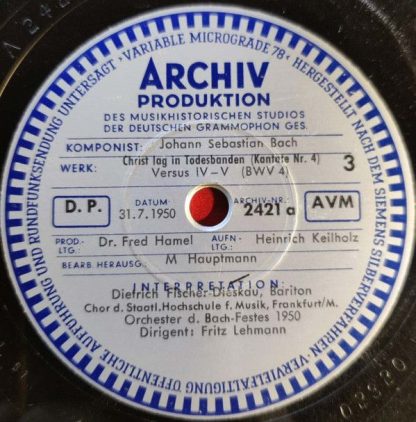 VARIABLE MICROGRADE 78" · HERGESTELLT NACH DEM SIEMENS SILBERVERFAHREN · VERVIELFÄLTIGUNG ÖFFENTLICHE AUFFÜHRUNG UND RUNDFUNKSENDUNG UNTERSAGT
ARCHIV
PRODUKTION
DES MUSIKHISTORISCHEN STUDIOS
DER DEUTSCHEN GRAMMOPHON GES.
KOMPONIST: Johann Sebastian Bach
WERK: Christ lag in Todesbanden (Kantate Nr. 4) 3
Versus IV–V (BWV 4)
D. P. DATUM: 31.7.1950 ARCHIV-NR.: 2421 a AVM
PROD.- LTG.: Dr. Fred Hamel AUFN.- LTG.: Heinrich Keilholz
BEARB. HERAUSG.: M Hauptmann
INTERPRETATION:
Dietrich Fischer-Dieskau, Bariton
Chor d. Staatl. Hochschule f. Musik, Frankfurt/M.
Orchester d. Bach-Festes 1950
Dirigent: Fritz Lehmann